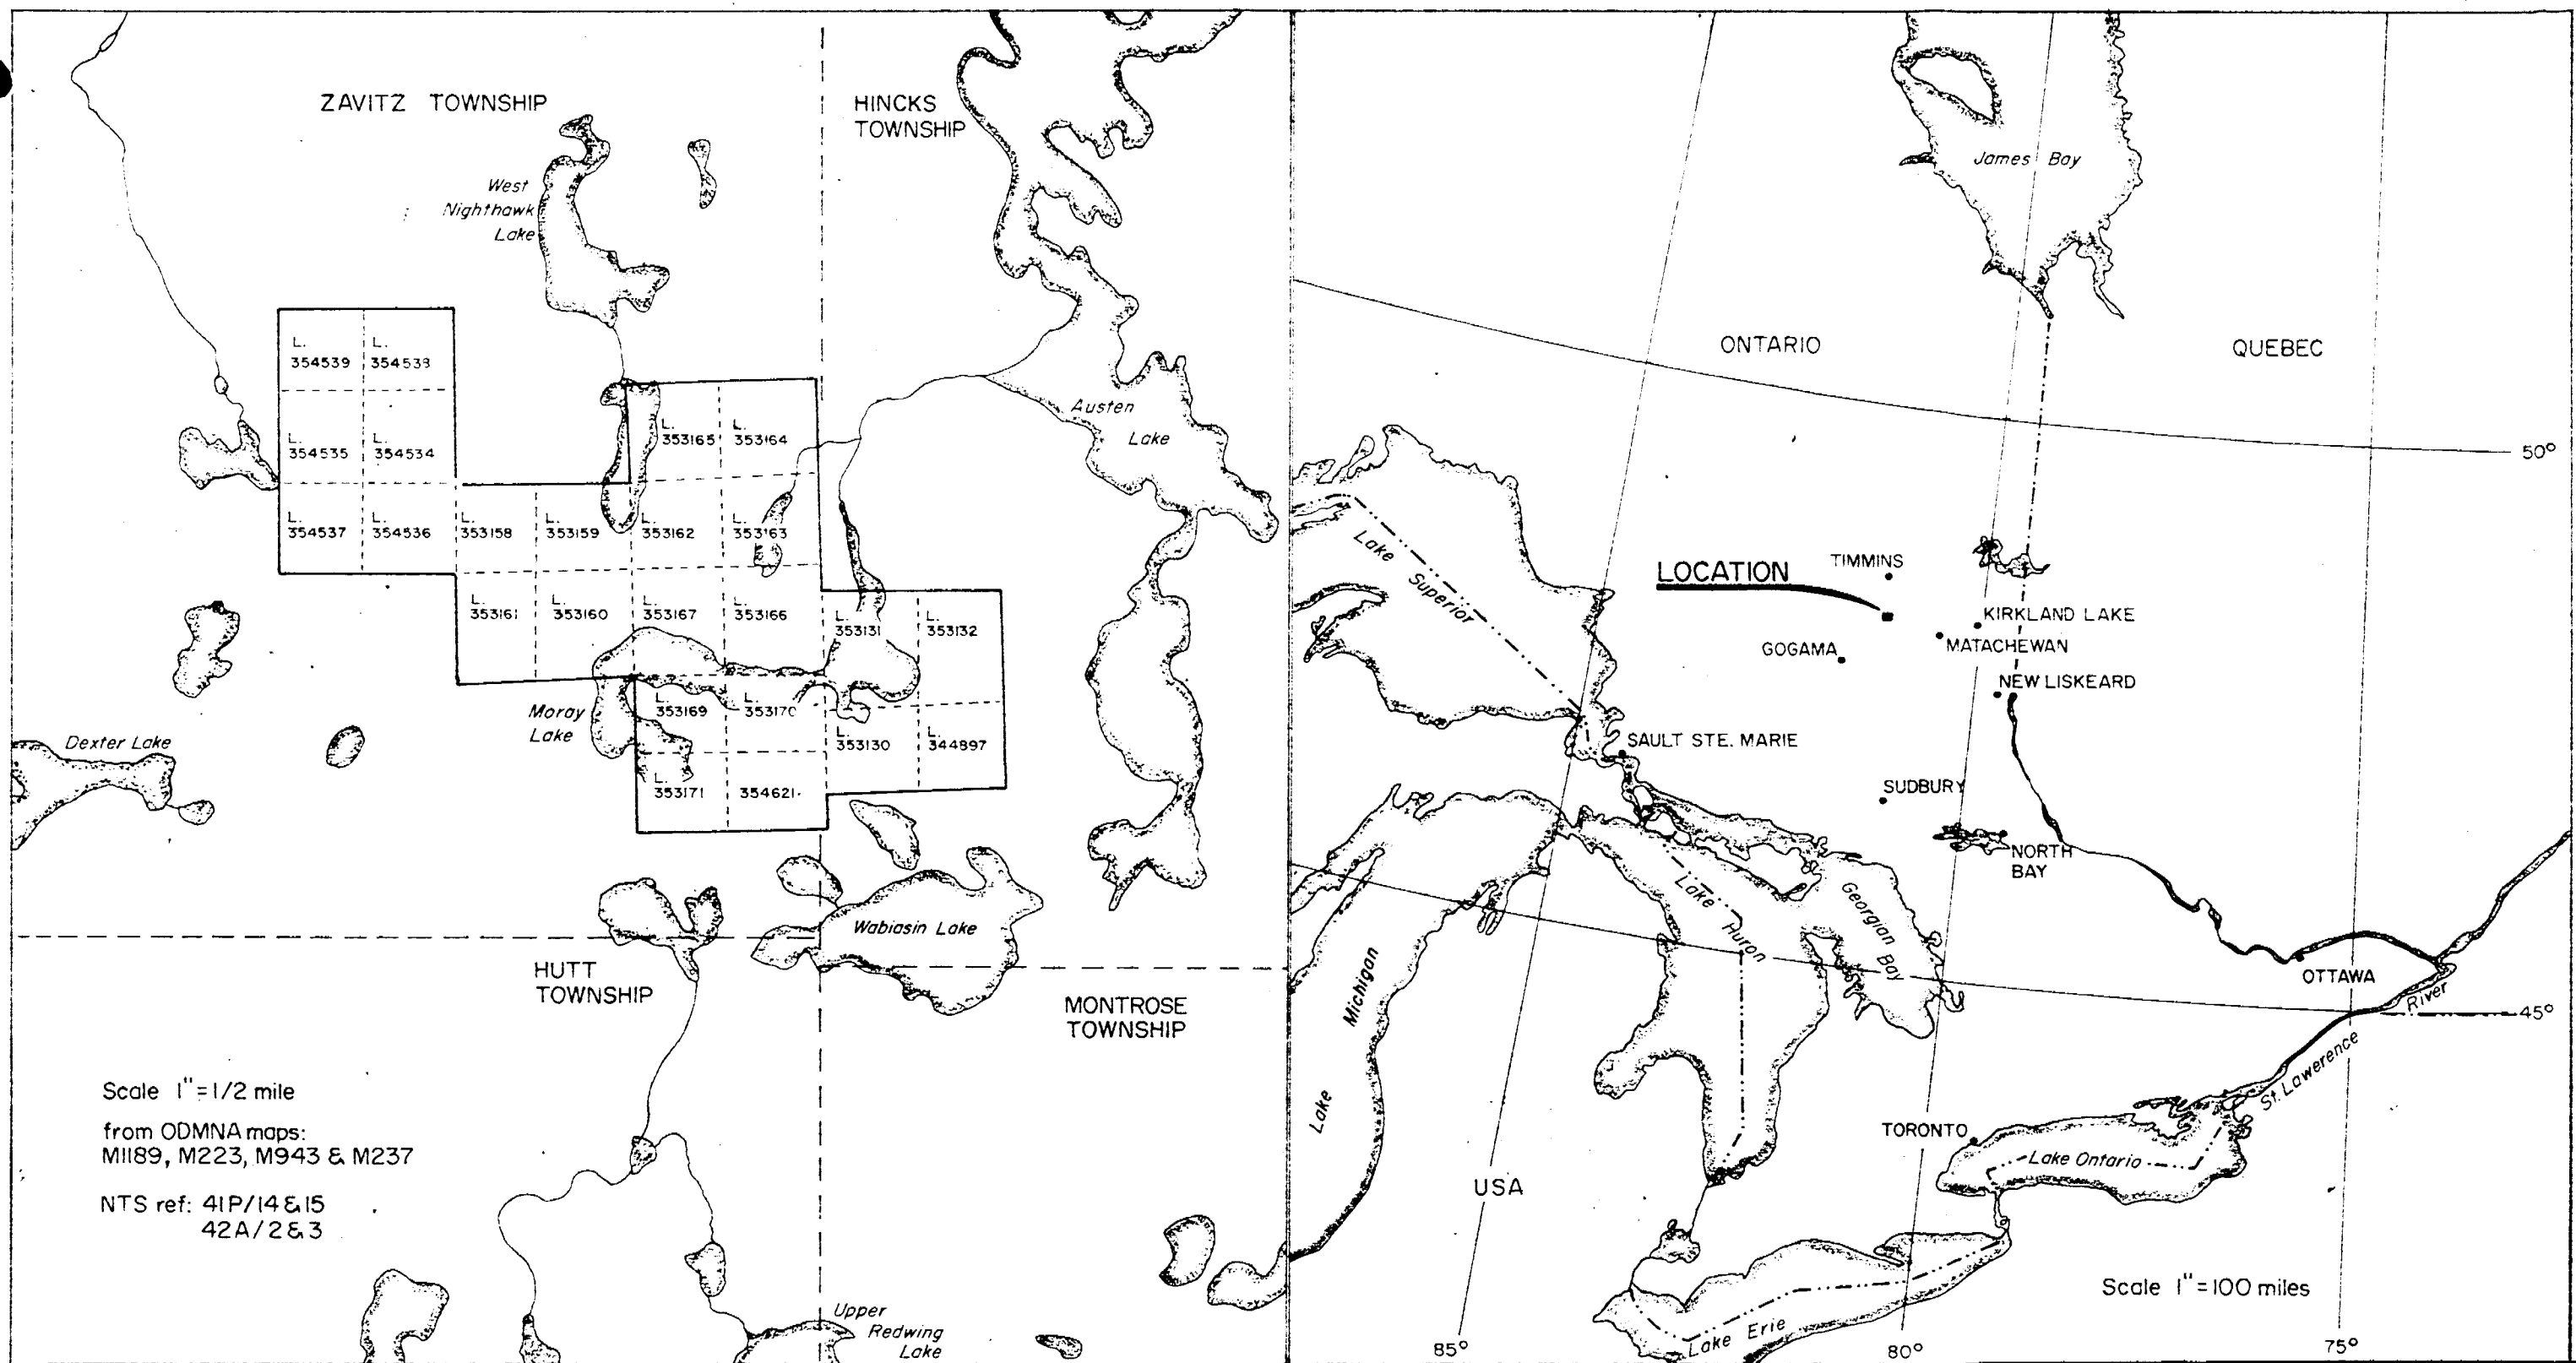 ZAVITZ TOWNSHIP
HINCKS
TOWNSHIP
West
Nighthawk
Lake
L.
354539
L.
354538
L.
354535
L.
354534
L.
354537
L.
354536
L.
353158
L.
353159
L.
353165
L.
353164
L.
353162
L.
353163
L.
353161
L.
353160
L.
353167
L.
353166
L.
353131
L.
353132
L.
353169
L.
353170
L.
353130
L.
344897
L.
353171
354621
Austen
Lake
Moray
Lake
Dexter Lake
Wabiasin Lake
HUTT
TOWNSHIP
MONTROSE
TOWNSHIP
Scale 1"=1/2 mile
from ODMNA maps:
M1189, M223, M943 & M237
NTS ref: 41P/14 & 15
42A/2 & 3
Upper
Redwing
Lake
James Bay
ONTARIO
QUEBEC
50°
Lake Superior
LOCATION
TIMMINS
KIRKLAND LAKE
MATACHEWAN
GOGAMA
NEW LISKEARD
SAULT STE. MARIE
SUDBURY
NORTH
BAY
Lake Huron
Georgian Bay
Lake Michigan
OTTAWA
45°
St. Lawerence River
TORONTO
Lake Ontario
USA
Lake Erie
Scale 1"=100 miles
85°
80°
75°